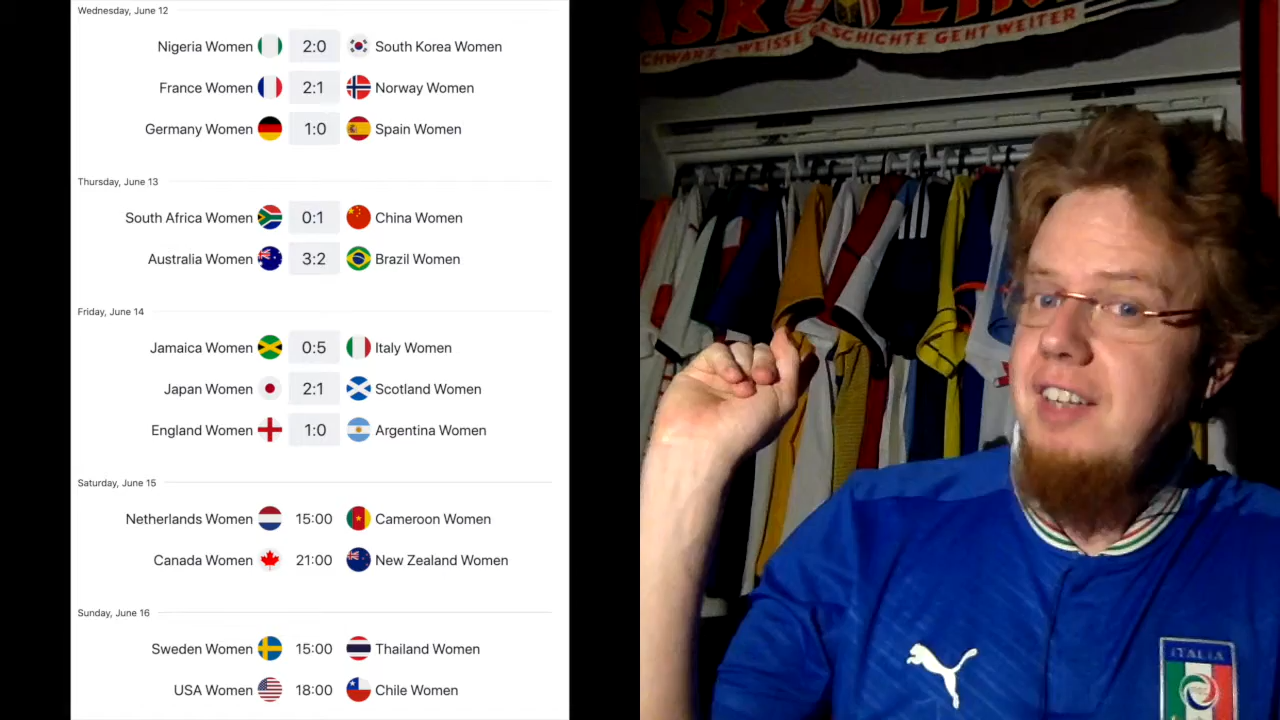 Wednesday, June 12
Nigeria Women 2:0 South Korea Women
France Women 2:1 Norway Women
Germany Women 1:0 Spain Women
Thursday, June 13
South Africa Women 0:1 China Women
Australia Women 3:2 Brazil Women
Friday, June 14
Jamaica Women 0:5 Italy Women
Japan Women 2:1 Scotland Women
England Women 1:0 Argentina Women
Saturday, June 15
Netherlands Women 15:00 Cameroon Women
Canada Women 21:00 New Zealand Women
Sunday, June 16
Sweden Women 15:00 Thailand Women
USA Women 18:00 Chile Women
SCHWARZ - WEISSE GESCHICHTE GEHT WEITER
ITALIA